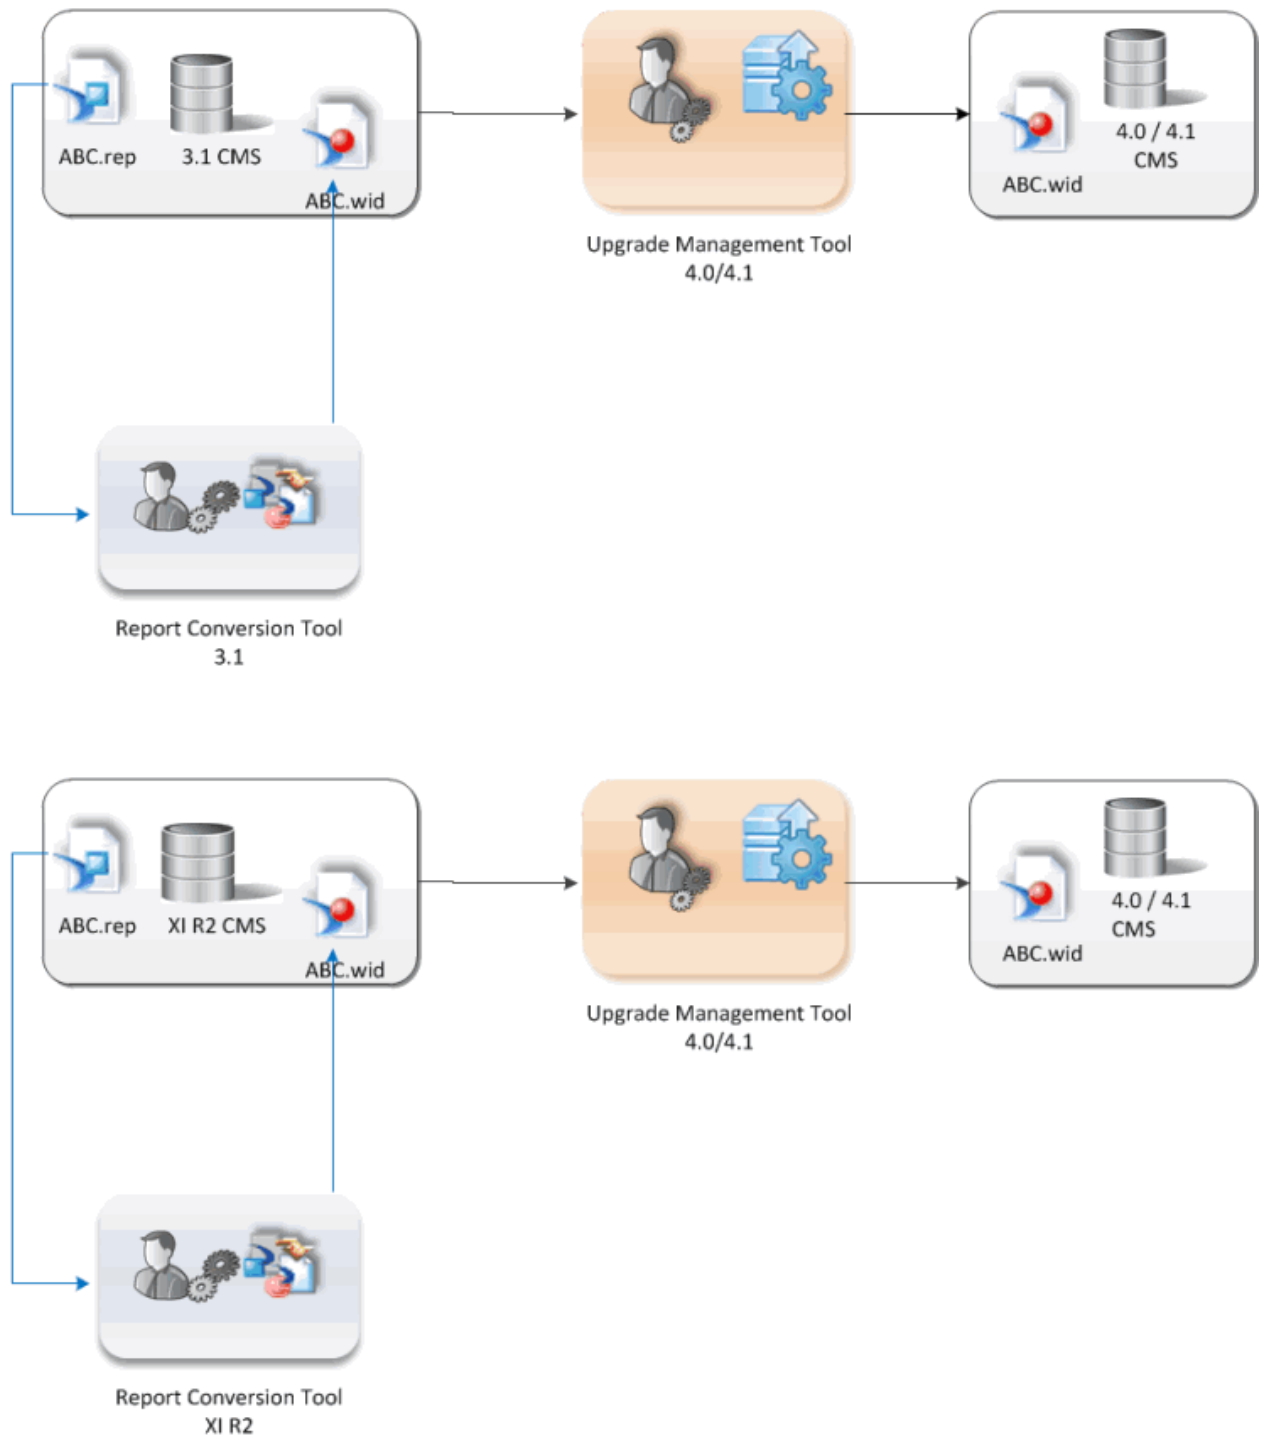 ABC.rep
3.1 CMS
ABC.wid
Upgrade Management Tool
4.0/4.1
4.0 / 4.1
CMS
ABC.wid
Report Conversion Tool
3.1
ABC.rep
XI R2 CMS
ABC.wid
Upgrade Management Tool
4.0/4.1
4.0 / 4.1
CMS
ABC.wid
Report Conversion Tool
XI R2